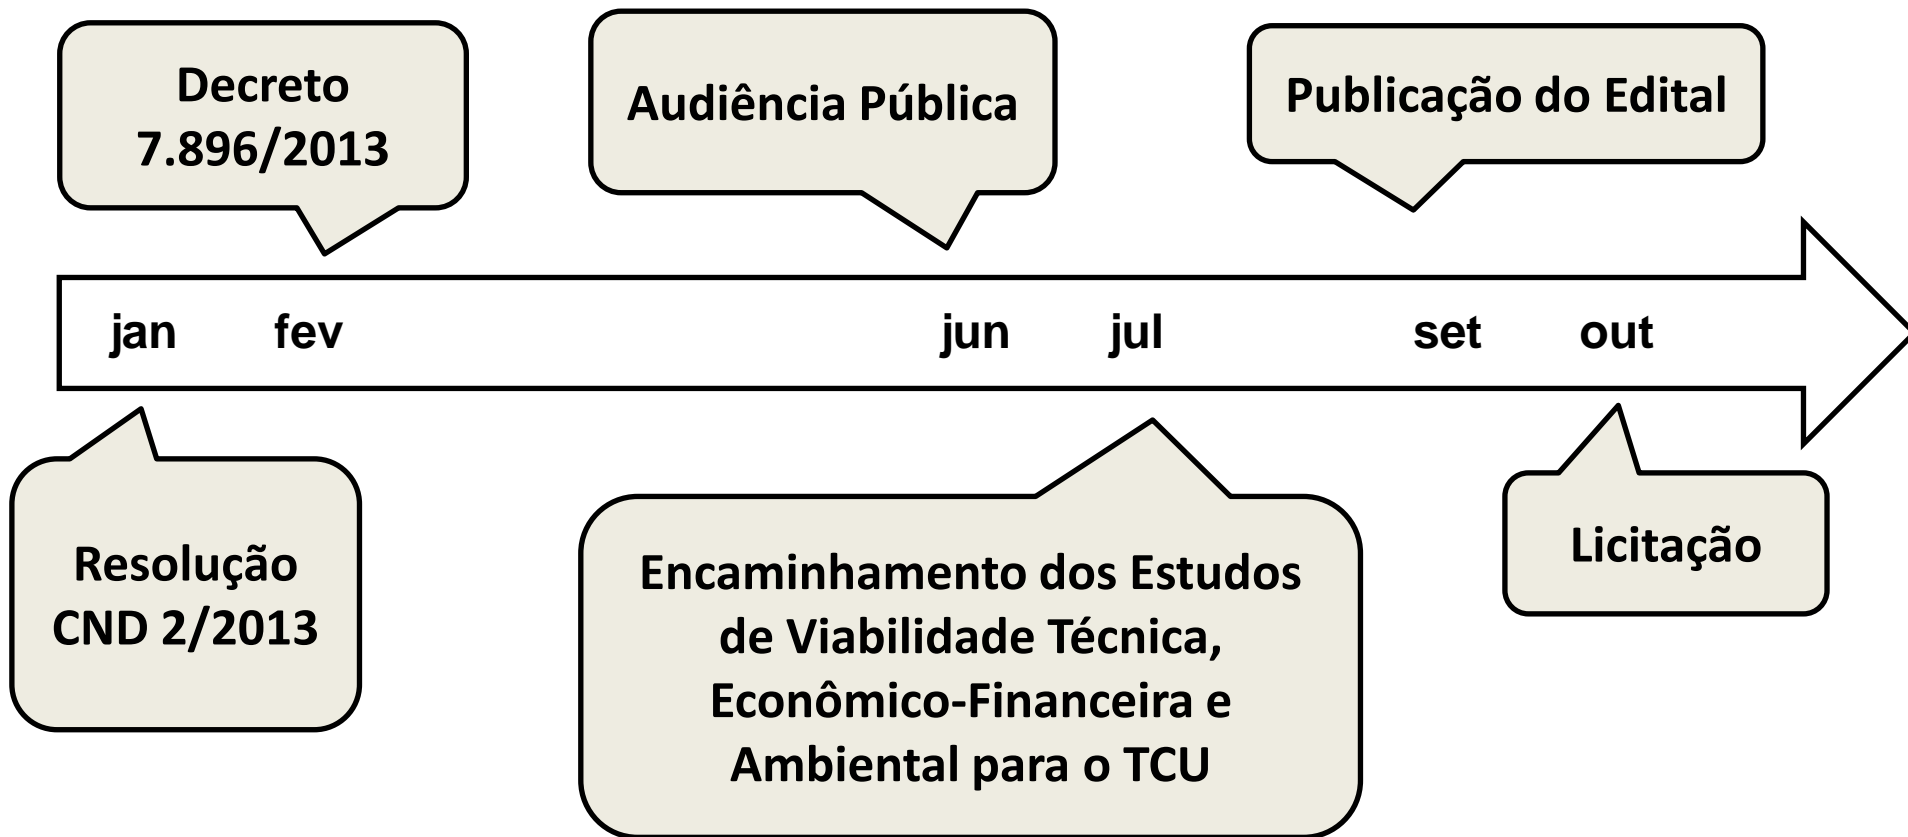 Decreto
7.896/2013
Audiência Pública
Publicação do Edital
jan fev jun jul set out
Resolução
CND 2/2013
Encaminhamento dos Estudos
de Viabilidade Técnica,
Econômico-Financeira e
Ambiental para o TCU
Licitação